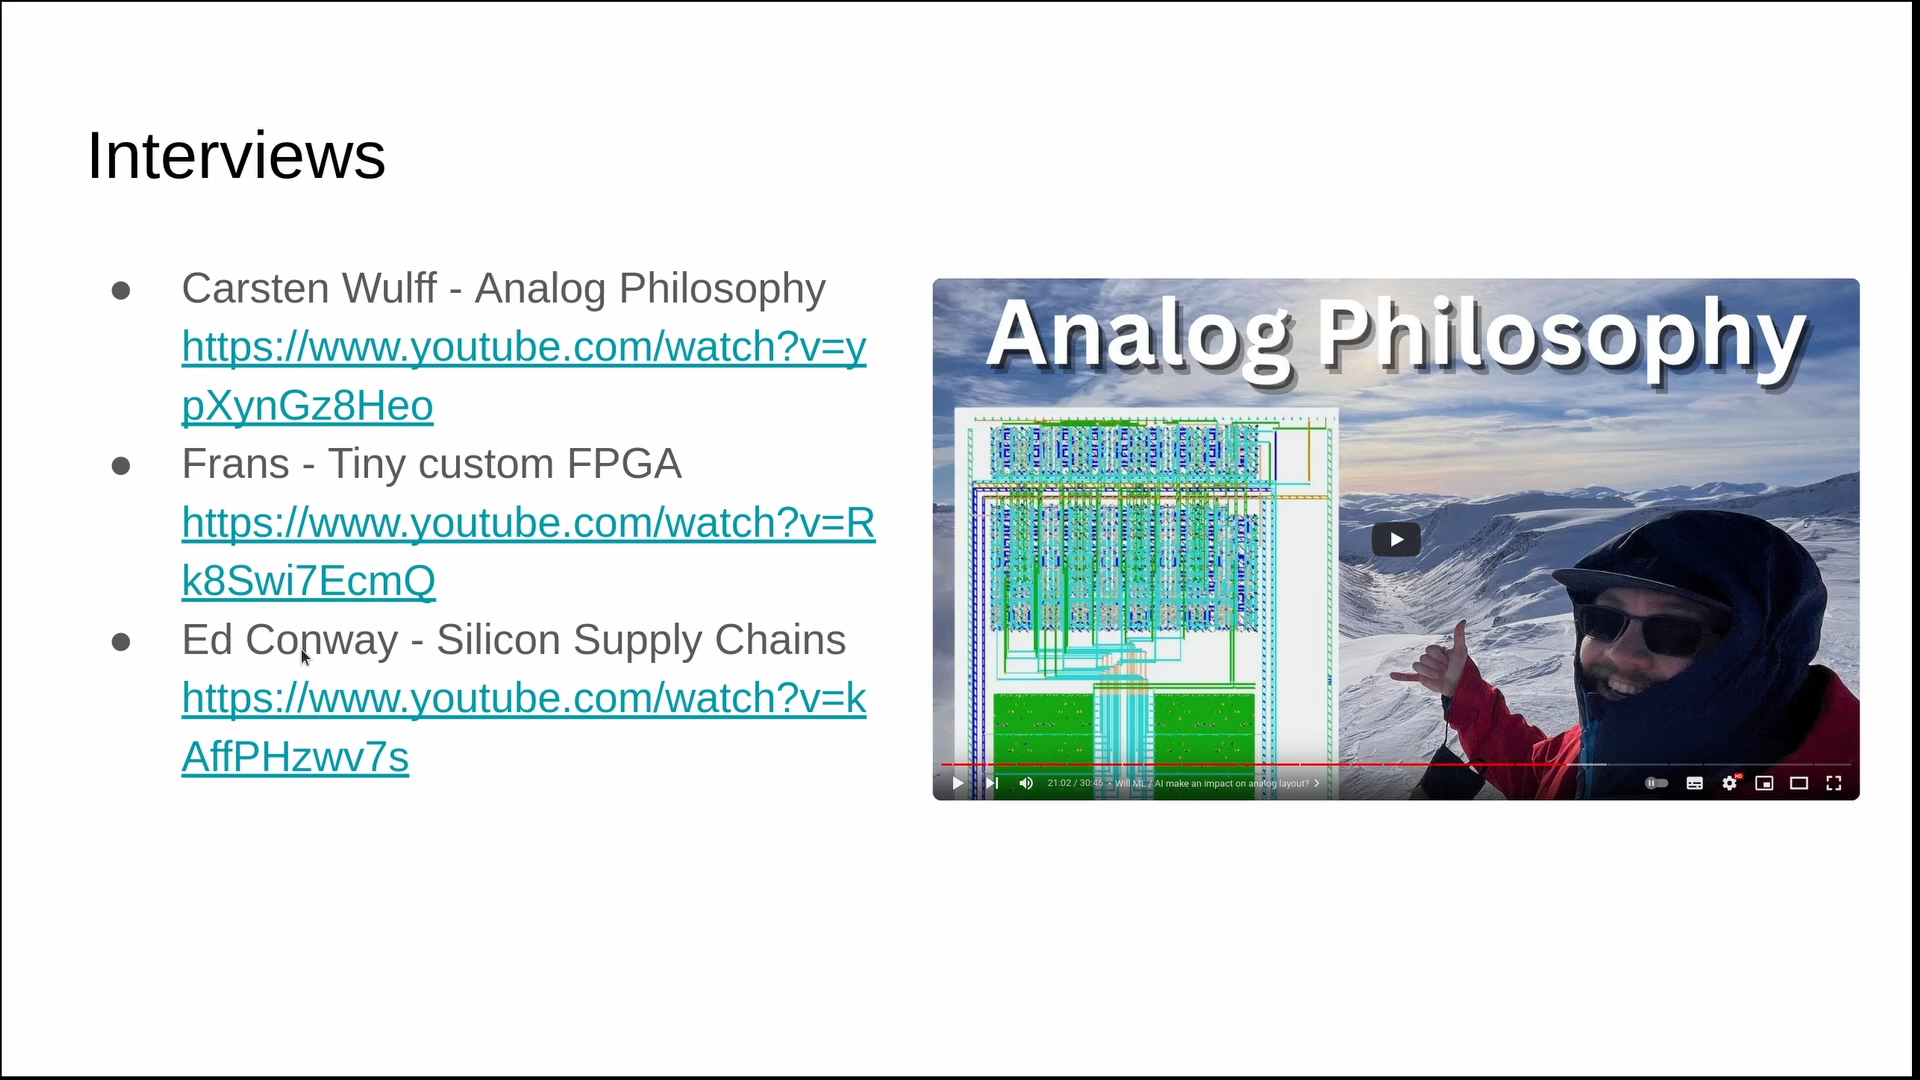 Interviews
● Carsten Wulff - Analog Philosophy
https://www.youtube.com/watch?v=y
pXynGz8Heo
● Frans - Tiny custom FPGA
https://www.youtube.com/watch?v=R
k8Swi7EcmQ
● Ed Conway - Silicon Supply Chains
https://www.youtube.com/watch?v=k
AffPHzwv7s
Analog Philosophy
21:02 / 30:46 • Will ML / AI make an impact on analog layout? >
HD